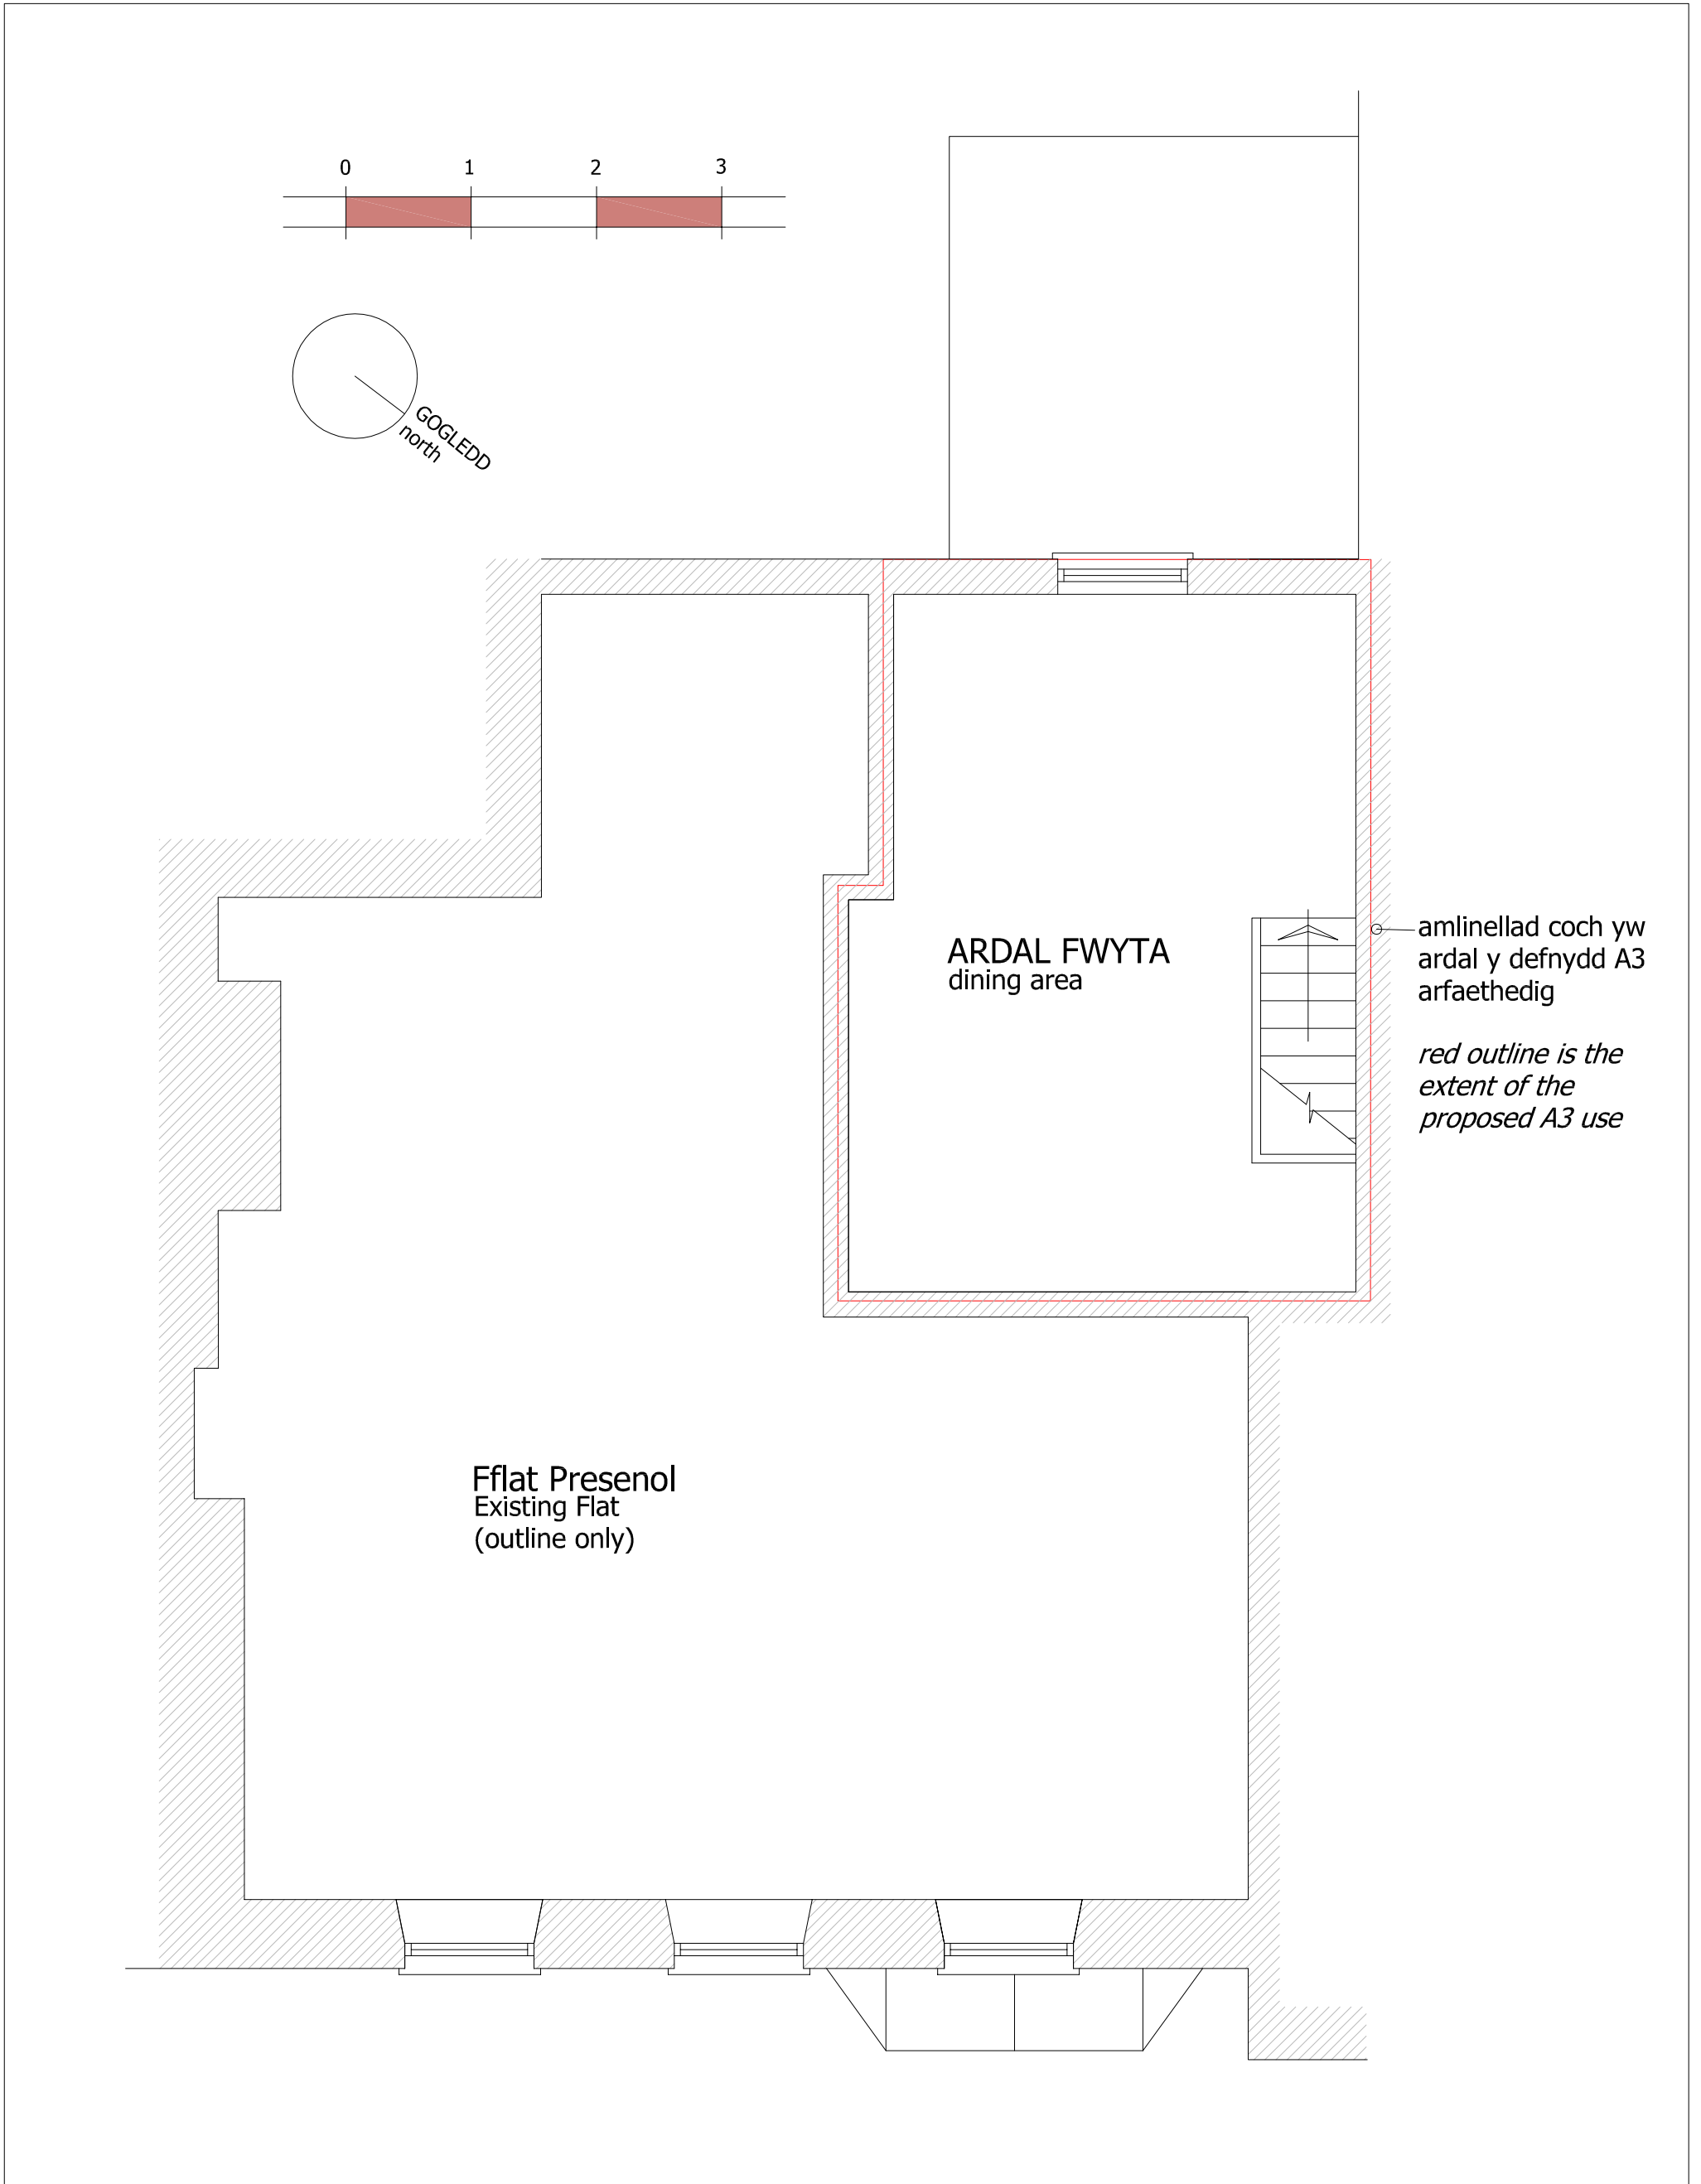 0 1 2 3
GOGLEDD
north
ARDAL FWYTA
dining area
amlinellad coch yw
ardal y defnydd A3
arfaethedig
red outline is the
extent of the
proposed A3 use
Fflat Presenol
Existing Flat
(outline only)